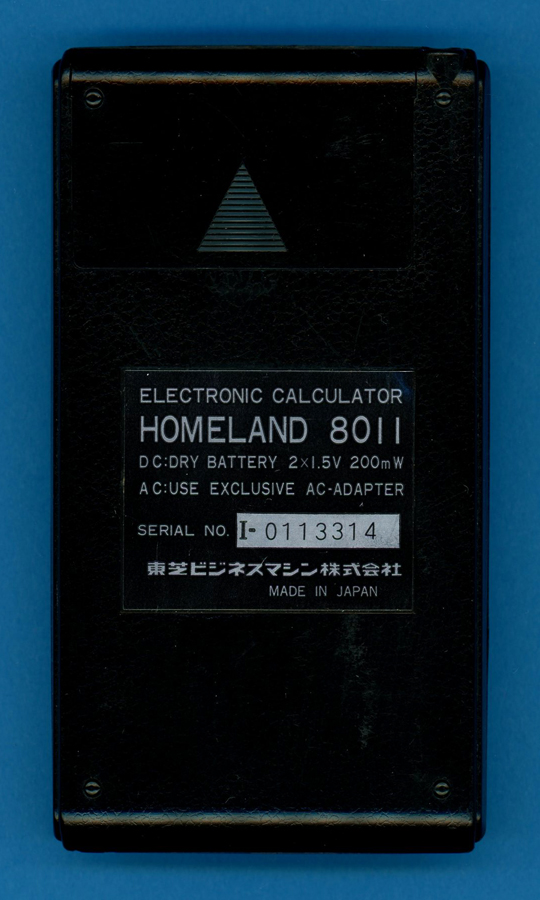 ELECTRONIC CALCULATOR
HOMELAND 8011
DC:DRY BATTERY 2×1.5V 200mW
AC:USE EXCLUSIVE AC-ADAPTER
SERIAL NO. I-0113314
東芝ビジネスマシン株式会社
MADE IN JAPAN